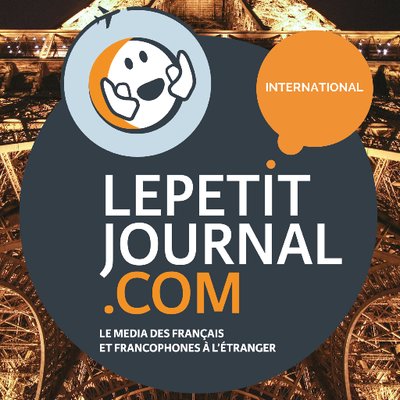 INTERNATIONAL
LEPETIT
JOURNAL
.COM
LE MEDIA DES FRANÇAIS
ET FRANCOPHONES À L'ÉTRANGER